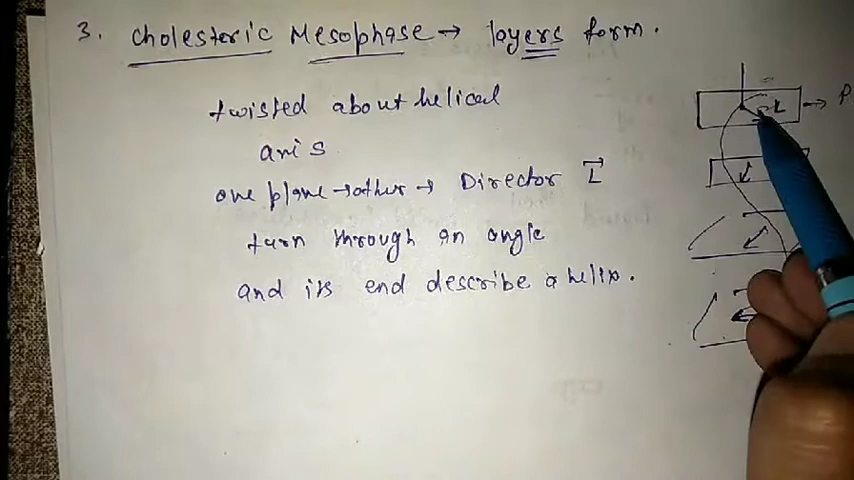 3. Cholesteric Mesophase → layers form.
twisted about helical
axis
one plane → other → Director L
turn through an angle
and its end describe a helix.
L
P